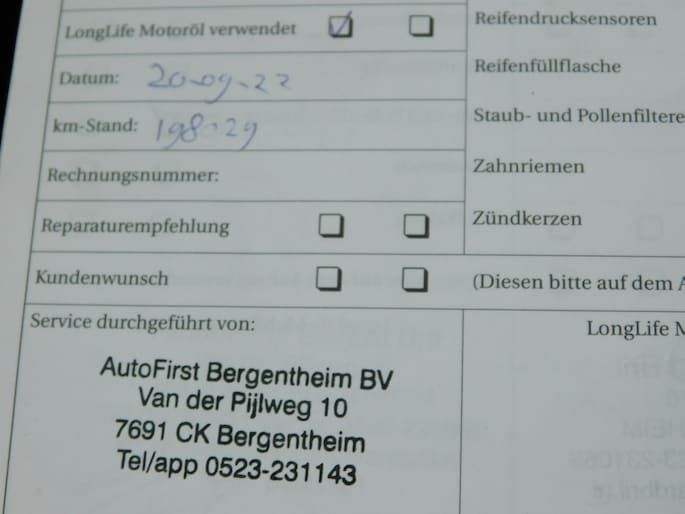 LongLife Motoröl verwendet
Datum: 20-09-22
km-Stand: 198029
Rechnungsnummer:
Reparaturempfehlung
Kundenwunsch
Reifendrucksensoren
Reifenfüllflasche
Staub- und Pollenfiltere
Zahnriemen
Zündkerzen
(Diesen bitte auf dem A
Service durchgeführt von:
AutoFirst Bergentheim BV
Van der Pijlweg 10
7691 CK Bergentheim
Tel/app 0523-231143
LongLife M